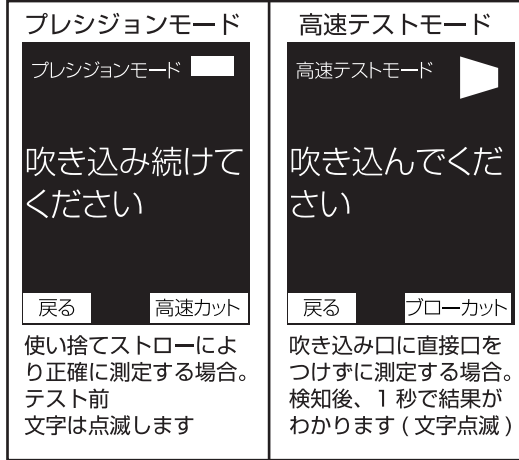 プレシジョンモード
プレシジョンモード
吹き込み続けて
ください
戻る
高速カット
使い捨てストローによ
り正確に測定する場合。
テスト前
文字は点滅します
高速テストモード
高速テストモード
吹き込んでくだ
さい
戻る
ブローカット
吹き込み口に直接口を
つけずに測定する場合。
検知後、1秒で結果が
わかります(文字点滅)